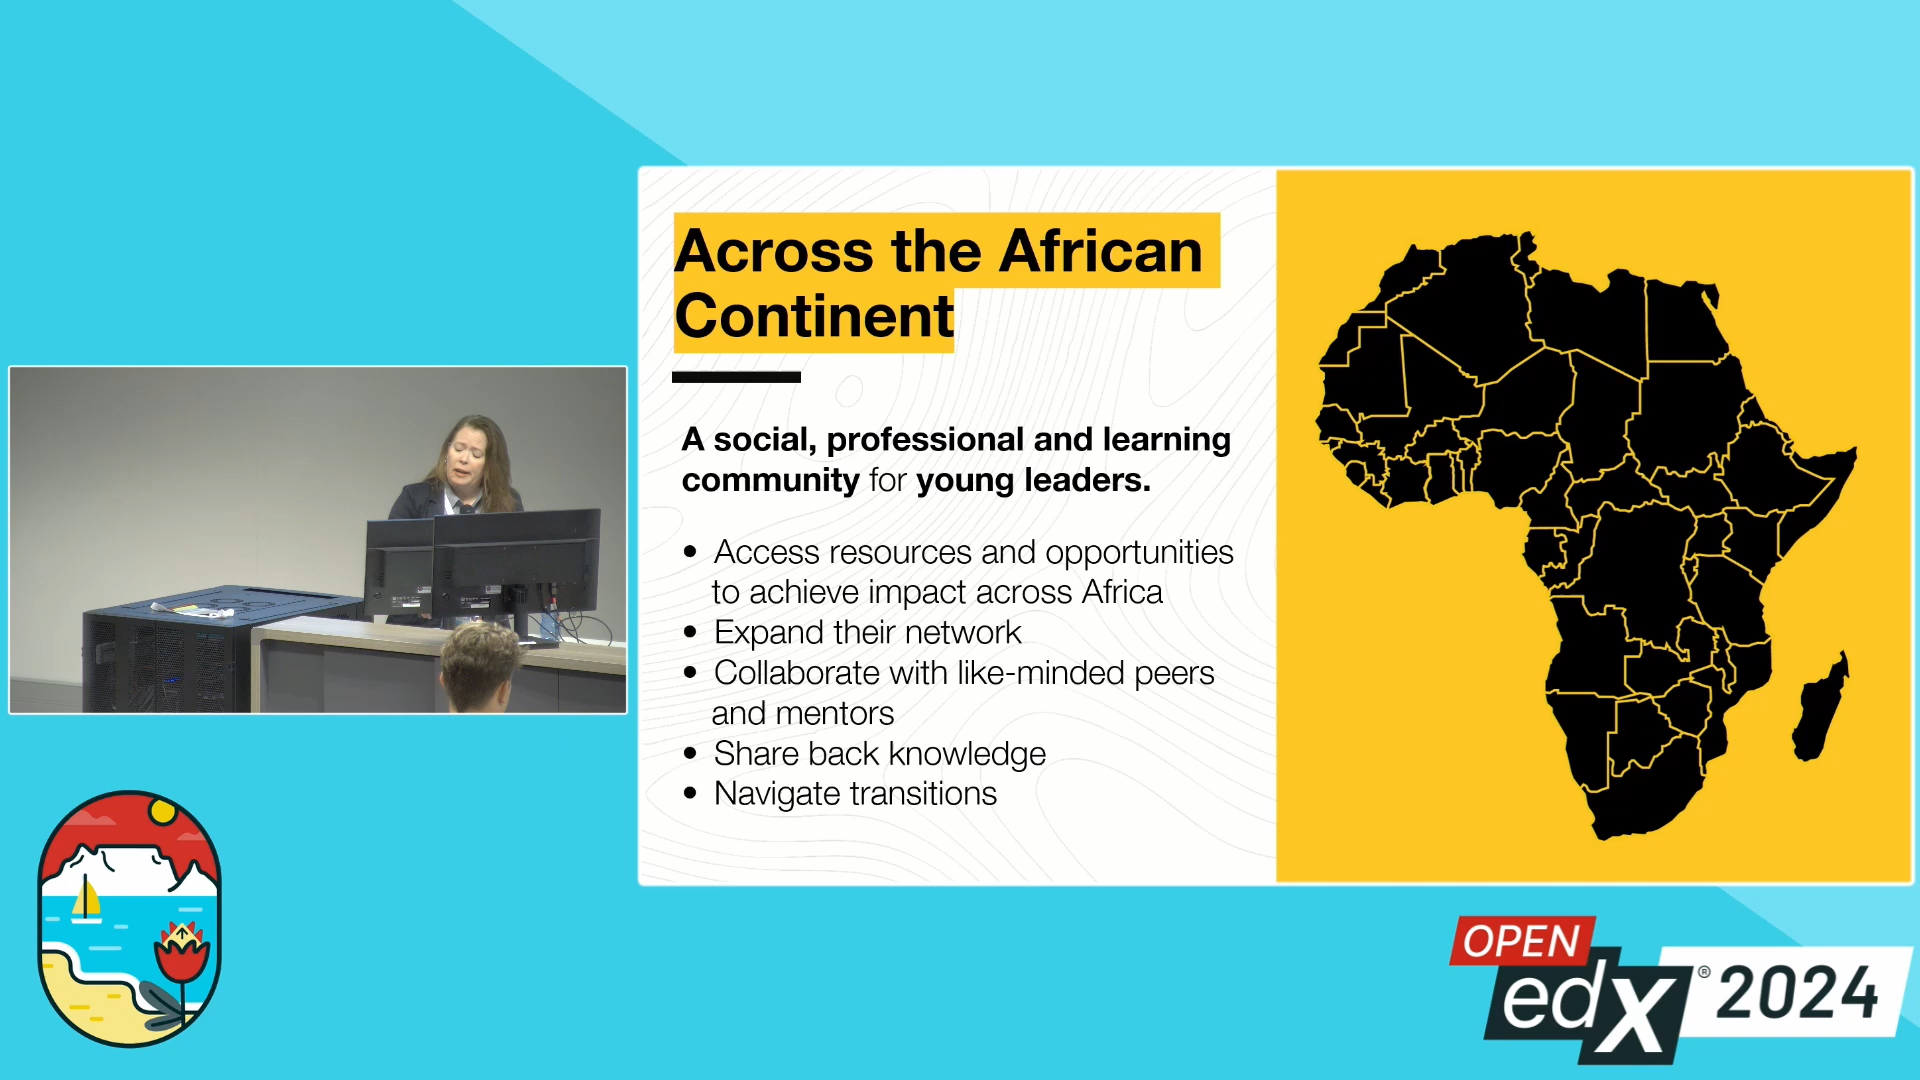 Across the African
Continent
A social, professional and learning
community for young leaders.
• Access resources and opportunities
to achieve impact across Africa
• Expand their network
• Collaborate with like-minded peers
and mentors
• Share back knowledge
• Navigate transitions
OPEN
edX ® 2024